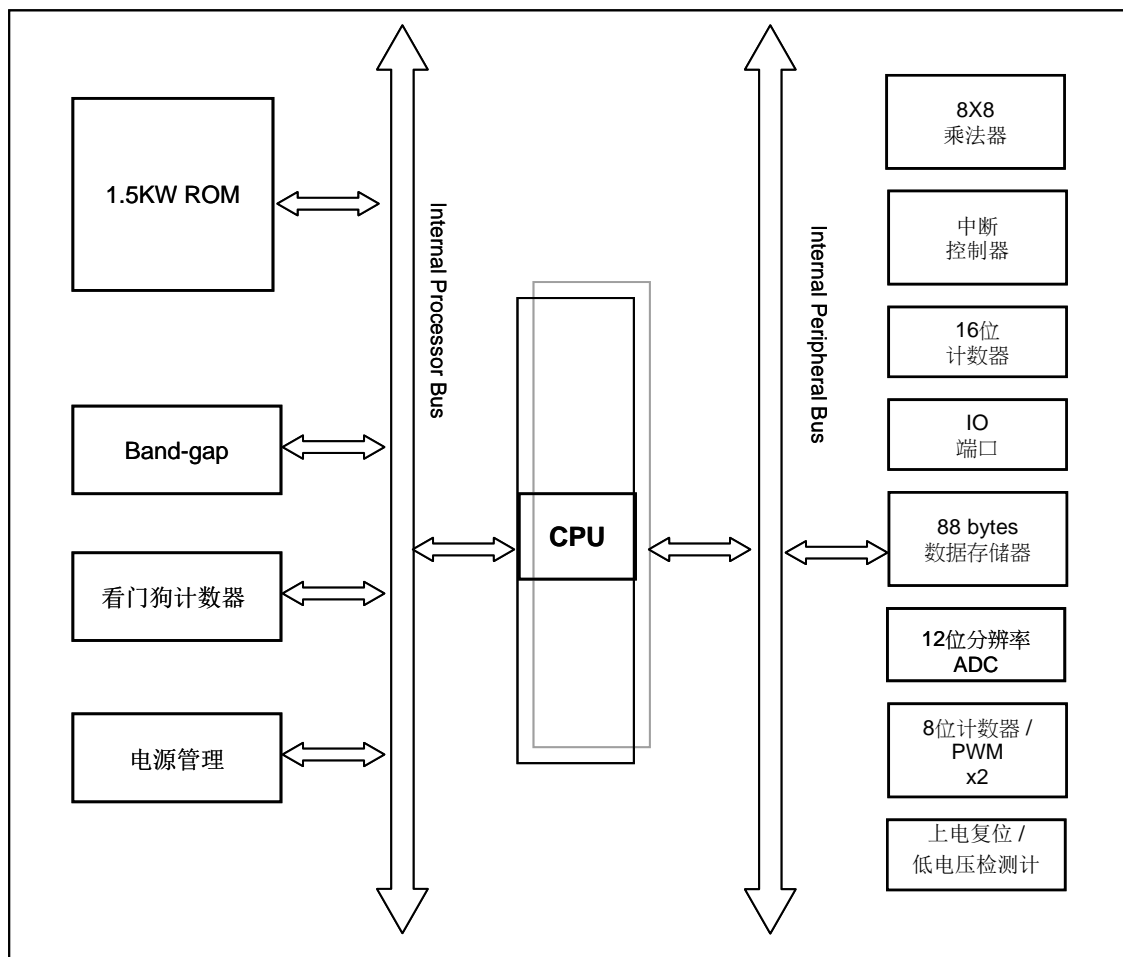 1.5KW ROM
Band-gap
看门狗计数器
电源管理
Internal Processor Bus
CPU
Internal Peripheral Bus
8X8
乘法器
中断
控制器
16位
计数器
IO
端口
88 bytes
数据存储器
12位分辨率
ADC
8位计数器 /
PWM
x2
上电复位 /
低电压检测计